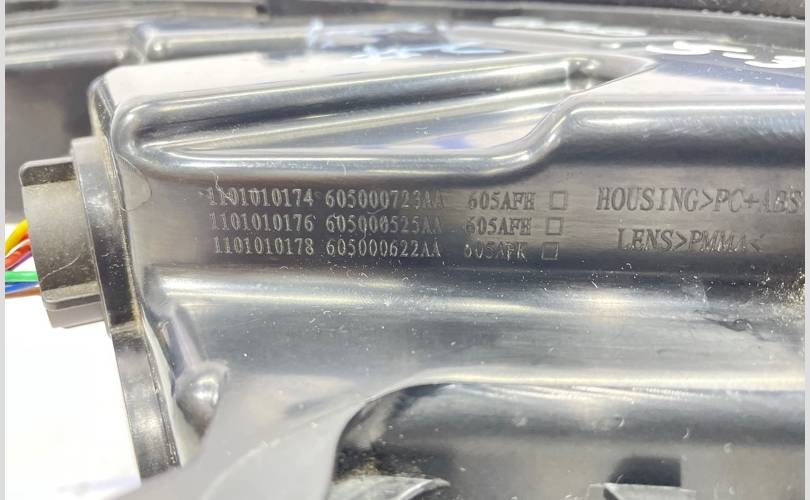 1101010174 605000723AA 605AFH □ HOUSING>PC+ABS
1101010176 605000525AA 605AFH □ LENS>PMMA<
1101010178 605000622AA 605AFK □